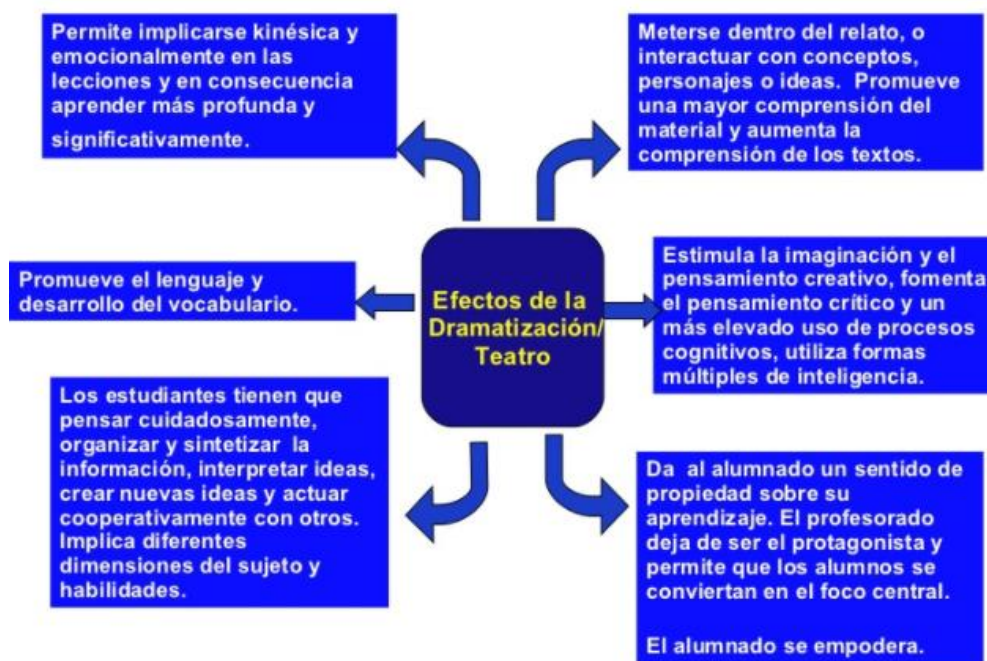 Permite implicarse kinésica y
emocionalmente en las
lecciones y en consecuencia
aprender más profunda y
significativamente.
Meterse dentro del relato, o
interactuar con conceptos,
personajes o ideas. Promueve
una mayor comprensión del
material y aumenta la
comprensión de los textos.
Promueve el lenguaje y
desarrollo del vocabulario.
Efectos de la
Dramatización/
Teatro
Estimula la imaginación y el
pensamiento creativo, fomenta
el pensamiento crítico y un
más elevado uso de procesos
cognitivos, utiliza formas
múltiples de inteligencia.
Los estudiantes tienen que
pensar cuidadosamente,
organizar y sintetizar la
información, interpretar ideas,
crear nuevas ideas y actuar
cooperativamente con otros.
Implica diferentes
dimensiones del sujeto y
habilidades.
Da al alumnado un sentido de
propiedad sobre su
aprendizaje. El profesorado
deja de ser el protagonista y
permite que los alumnos se
conviertan en el foco central.
El alumnado se empodera.